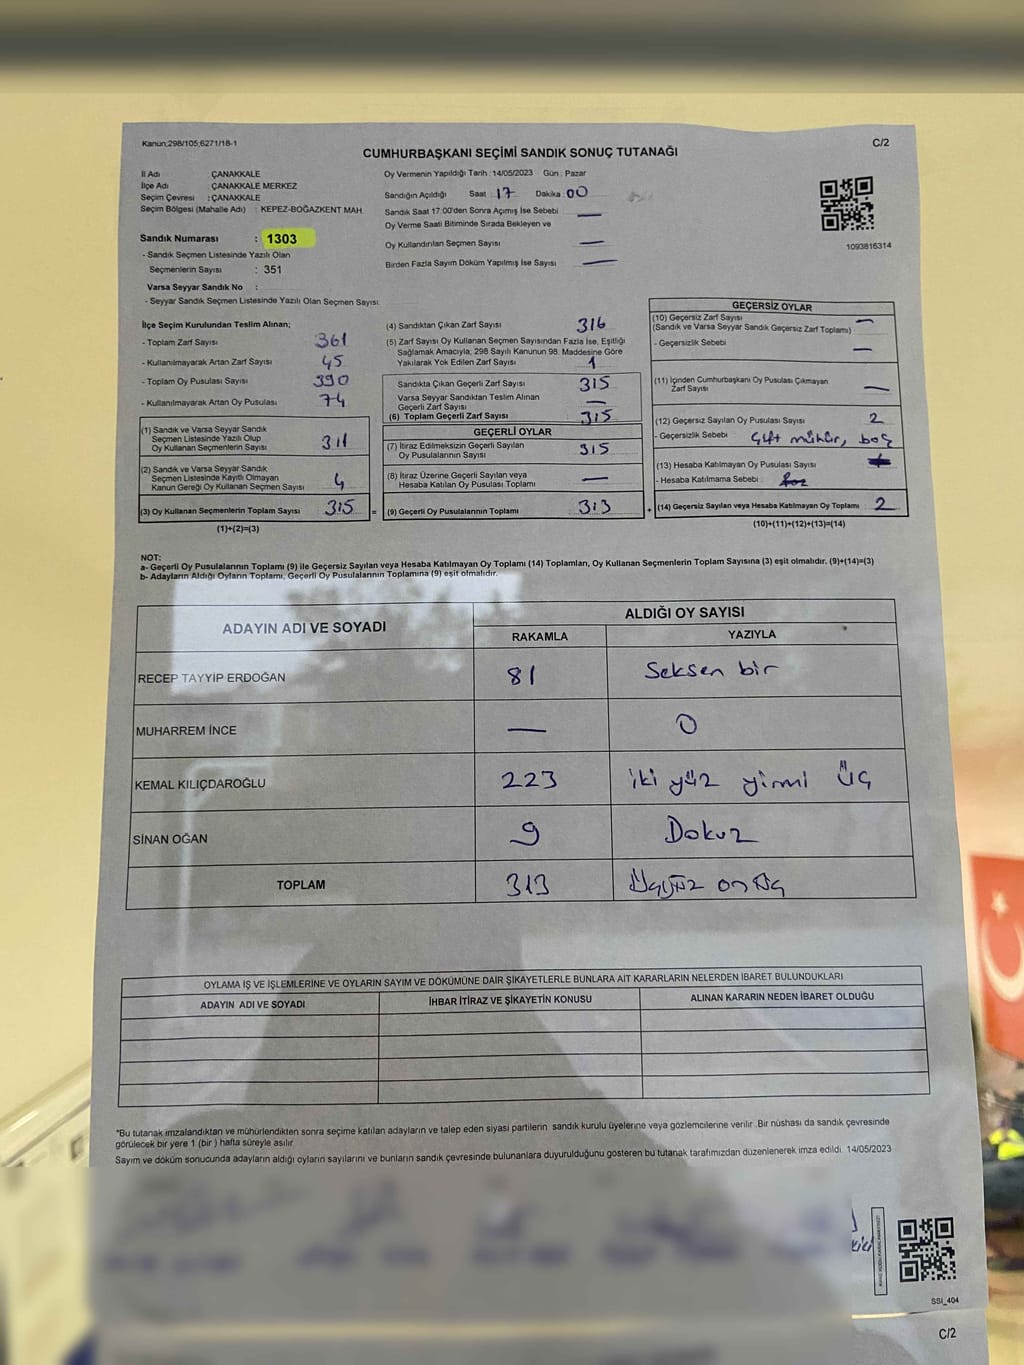 Kanun;298/105;6271/18-1
C/2
CUMHURBAŞKANI SEÇİMİ SANDIK SONUÇ TUTANAĞI
İl Adı ÇANAKKALE
İlçe Adı : ÇANAKKALE MERKEZ
Seçim Çevresi : ÇANAKKALE
Seçim Bölgesi (Mahalle Adı) : KEPEZ-BOĞAZKENT MAH.
Sandık Numarası : 1303
- Sandık Seçmen Listesinde Yazılı Olan
Seçmenlerin Sayısı : 351
Varsa Seyyar Sandık No :
- Seyyar Sandık Seçmen Listesinde Yazılı Olan Seçmen Sayısı:
Oy Vermenin Yapıldığı Tarih : 14/05/2023 Gün : Pazar
Sandığın Açıldığı Saat : 17 Dakika : 00
Sandık Saat 17:00'den Sonra Açımış İse Sebebi —
Oy Verme Saati Bitiminde Sırada Bekleyen ve
Oy Kullandırılan Seçmen Sayısı —
Birden Fazla Sayım Döküm Yapılmış İse Sayısı —
1093816314
İlçe Seçim Kurulundan Teslim Alınan;
- Toplam Zarf Sayısı 361
- Kullanılmayarak Artan Zarf Sayısı 45
- Toplam Oy Pusulası Sayısı 390
- Kullanılmayarak Artan Oy Pusulası 74
(1) Sandık ve Varsa Seyyar Sandık
Seçmen Listesinde Yazılı Olup
Oy Kullanan Seçmenlerin Sayısı 311
(2) Sandık ve Varsa Seyyar Sandık
Seçmen Listesinde Kayıtlı Olmayan
Kanun Gereği Oy Kullanan Seçmen Sayısı 4
(3) Oy Kullanan Seçmenlerin Toplam Sayısı 315 =
(1)+(2)=(3)
(4) Sandıktan Çıkan Zarf Sayısı 316
(5) Zarf Sayısı Oy Kullanan Seçmen Sayısından Fazla İse, Eşitliği
Sağlamak Amacıyla; 298 Sayılı Kanunun 98. Maddesine Göre
Yakılarak Yok Edilen Zarf Sayısı 1
Sandıkta Çıkan Geçerli Zarf Sayısı 315
Varsa Seyyar Sandıktan Teslim Alınan
Geçerli Zarf Sayısı —
(6) Toplam Geçerli Zarf Sayısı 315
GEÇERLİ OYLAR
(7) İtiraz Edilmeksizin Geçerli Sayılan
Oy Pusulalarının Sayısı 315
(8) İtiraz Üzerine Geçerli Sayılan veya
Hesaba Katılan Oy Pusulası Toplamı —
(9) Geçerli Oy Pusulalarının Toplamı 313 +
GEÇERSİZ OYLAR
(10) Geçersiz Zarf Sayısı —
(Sandık ve Varsa Seyyar Sandık Geçersiz Zarf Toplamı)
- Geçersizlik Sebebi —
(11) İçinden Cumhurbaşkanı Oy Pusulası Çıkmayan
Zarf Sayısı —
(12) Geçersiz Sayılan Oy Pusulası Sayısı 2
- Geçersizlik Sebebi Çift mühür, boş
(13) Hesaba Katılmayan Oy Pusulası Sayısı
- Hesaba Katılmama Sebebi :
(14) Geçersiz Sayılan veya Hesaba Katılmayan Oy Toplamı 2
(10)+(11)+(12)+(13)=(14)
NOT:
a- Geçerli Oy Pusulalarının Toplamı (9) ile Geçersiz Sayılan veya Hesaba Katılmayan Oy Toplamı (14) Toplamları, Oy Kullanan Seçmenlerin Toplam Sayısına (3) eşit olmalıdır. (9)+(14)=(3)
b- Adayların Aldığı Oyların Toplamı, Geçerli Oy Pusulalarının Toplamına (9) eşit olmalıdır.
ADAYIN ADI VE SOYADI ALDIĞI OY SAYISI
RAKAMLA YAZIYLA
RECEP TAYYIP ERDOĞAN 81 Seksen bir
MUHARREM İNCE — 0
KEMAL KILIÇDAROĞLU 223 iki yüz yirmi üç
SİNAN OĞAN 9 Dokuz
TOPLAM 313 Üçyüz on üç
OYLAMA İŞ VE İŞLEMLERİNE VE OYLARIN SAYIM VE DÖKÜMÜNE DAİR ŞİKAYETLERLE BUNLARA AİT KARARLARIN NELERDEN İBARET BULUNDUKLARI
ADAYIN ADI VE SOYADI İHBAR İTİRAZ VE ŞİKAYETİN KONUSU ALINAN KARARIN NEDEN İBARET OLDUĞU
*Bu tutanak imzalandıktan ve mühürlendikten sonra seçime katılan adayların ve talep eden siyasi partilerin sandık kurulu üyelerine veya gözlemcilerine verilir. Bir nüshası da sandık çevresinde
görülecek bir yere 1 (bir) hafta süreyle asılır.
Sayım ve döküm sonucunda adayların aldığı oyların sayılarını ve bunların sandık çevresinde bulunanlara duyurulduğunu gösteren bu tutanak tarafımızdan düzenlenerek imza edildi. 14/05/2023
SSI_404
C/2